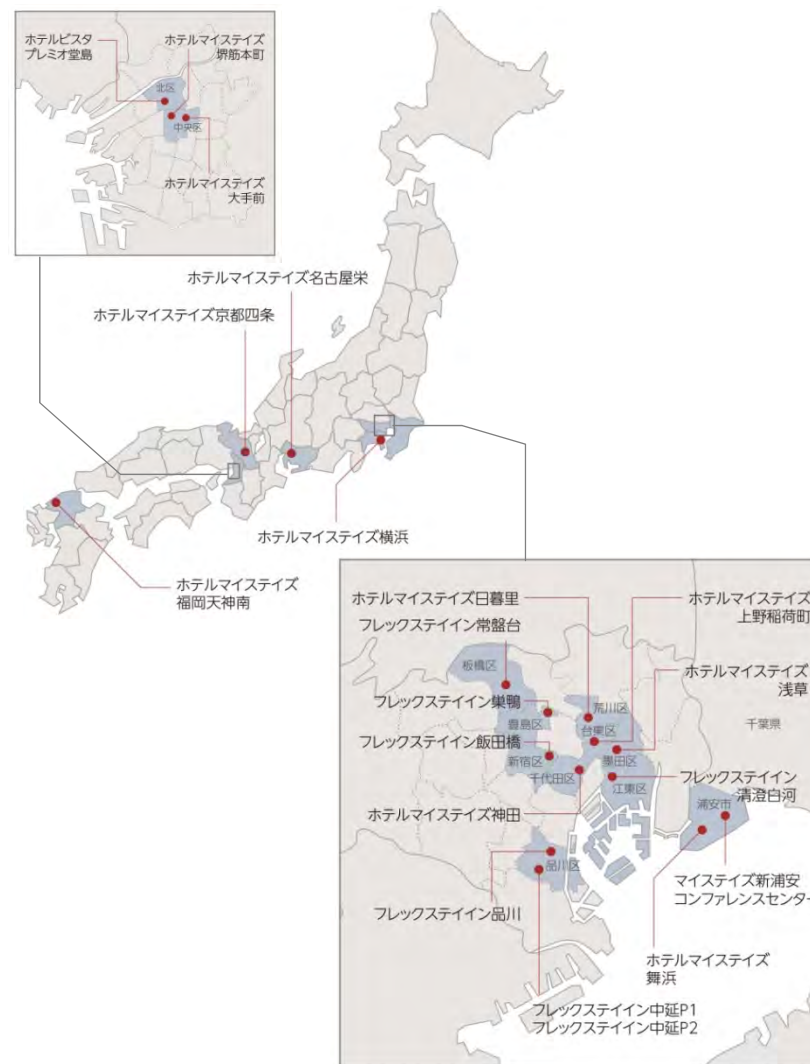 ホテルビスタ
プレミオ堂島
ホテルマイステイズ
堺筋本町
北区
中央区
ホテルマイステイズ
大手前
ホテルマイステイズ名古屋栄
ホテルマイステイズ京都四条
ホテルマイステイズ横浜
ホテルマイステイズ
福岡天神南
ホテルマイステイズ日暮里
ホテルマイステイズ
上野稲荷町
フレックステイイン常盤台
板橋区
ホテルマイステイズ
浅草
フレックステイイン巣鴨
荒川区
豊島区
台東区
千葉県
フレックステイイン飯田橋
新宿区
墨田区
千代田区
フレックステイイン
清澄白河
江東区
浦安市
ホテルマイステイズ神田
品川区
マイステイズ新浦安
コンファレンスセンター
フレックステイイン品川
ホテルマイステイズ
舞浜
フレックステイイン中延P1
フレックステイイン中延P2